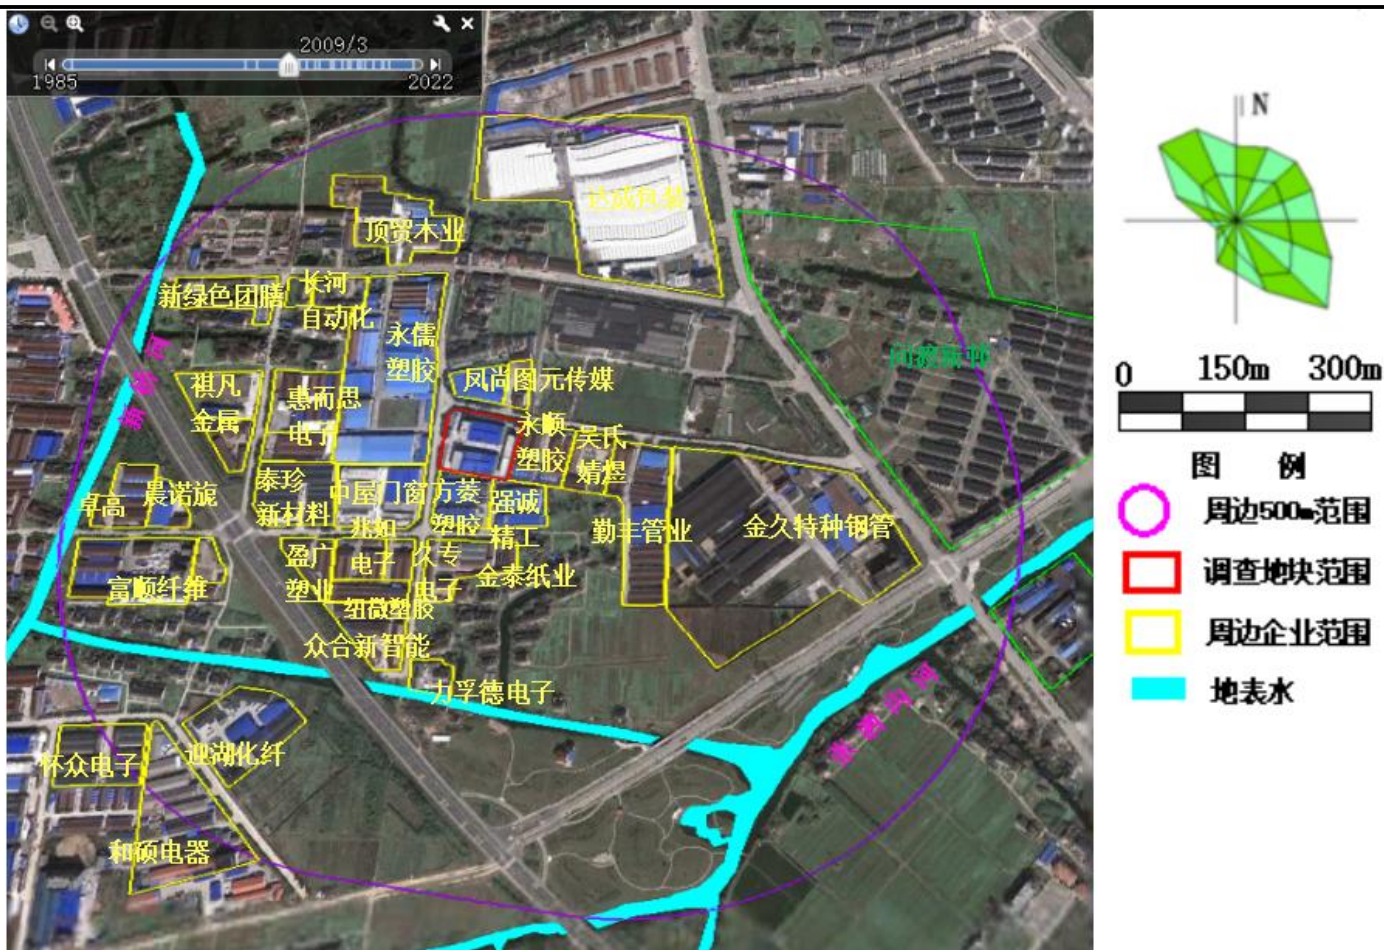 2009/3
1985
2022
N
达成包装
顶贸木业
长河
新绿色团膳
自动化
永儒
塑胶
祺凡
金属
惠而思
电子
凤尚图元传媒
永顺
塑胶
吴氏
婧煜
泰珍
新材料
中屋门窗
方菱
塑胶
强诚
精工
卓高
晨诺旋
勤丰管业
金久特种钢管
兆如
电子
盈广
塑业
久专
电子
金泰纸业
富顺纤维
纽微塑胶
众合新智能
力孚德电子
怀众电子
迎湖化纤
和硕电器
0 150m 300m
图 例
周边500m范围
调查地块范围
周边企业范围
地表水